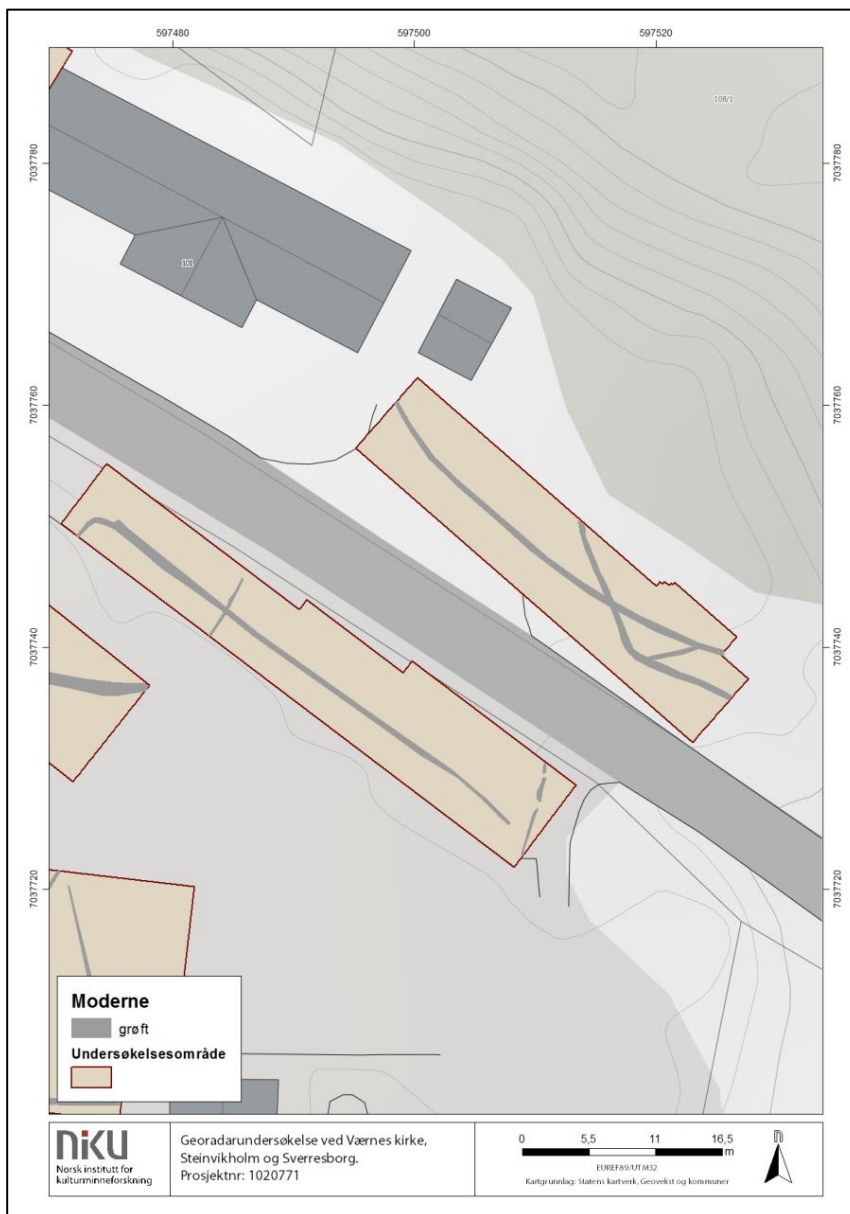 597480
597500
597520
108/1
7037780
7037780
101
7037760
7037760
7037740
7037740
7037720
7037720
Moderne
grøft
Undersøkelsesområde
NIKU
Norsk institutt for
kulturminneforskning
Georadarundersøkelse ved Værnes kirke,
Steinvikholm og Sverresborg.
Prosjektnr: 1020771
0 5,5 11 16,5
m
EUREF89/UTM32
Kartgrunnlag: Statens kartverk, Geovekst og kommuner
n